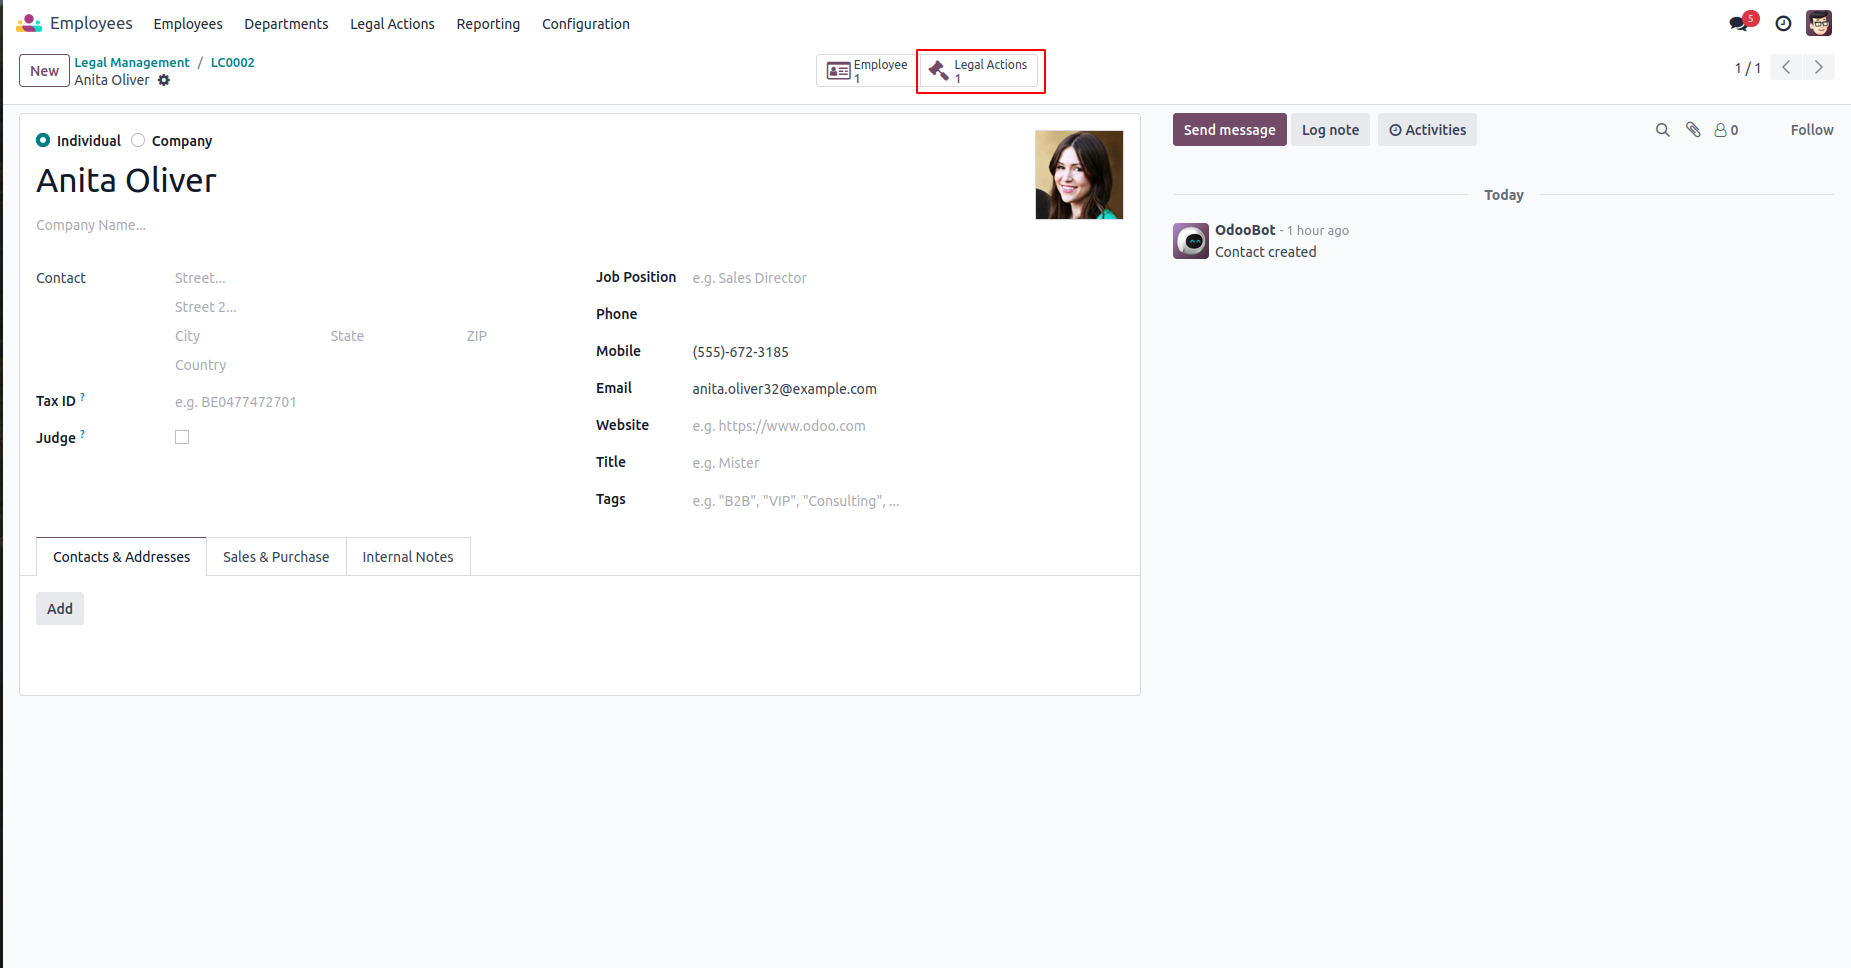 Employees Employees Departments Legal Actions Reporting Configuration 5
New Legal Management / LC0002
Anita Oliver
Employee
1
Legal Actions
1
1 / 1
Individual Company
Anita Oliver
Company Name...
Contact
Street...
Street 2...
City State ZIP
Country
Tax ID ? e.g. BE0477472701
Judge ?
Job Position e.g. Sales Director
Phone
Mobile (555)-672-3185
Email anita.oliver32@example.com
Website e.g. https://www.odoo.com
Title e.g. Mister
Tags e.g. "B2B", "VIP", "Consulting", ...
Contacts & Addresses Sales & Purchase Internal Notes
Add
Send message Log note Activities 0 Follow
Today
OdooBot - 1 hour ago
Contact created